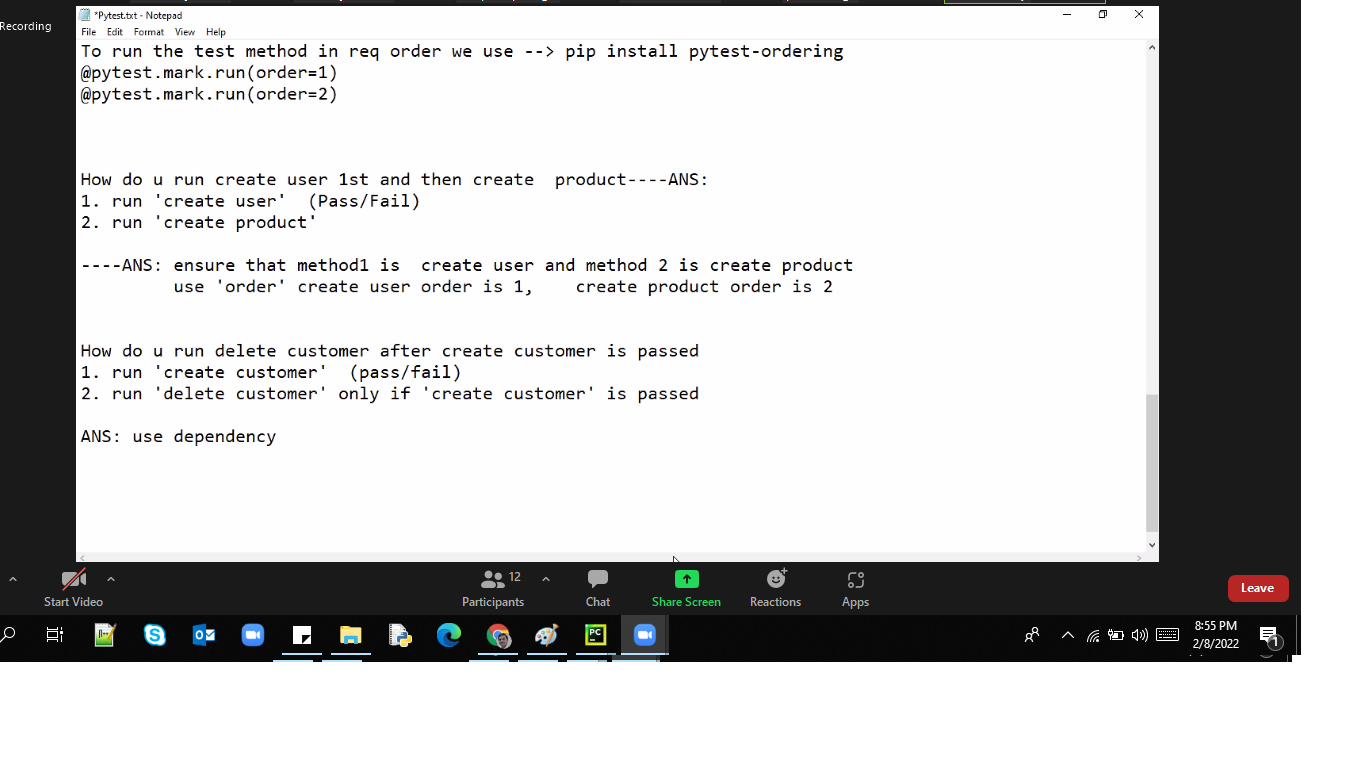 Recording
*Pytest.txt - Notepad
File Edit Format View Help
To run the test method in req order we use --> pip install pytest-ordering
@pytest.mark.run(order=1)
@pytest.mark.run(order=2)
How do u run create user 1st and then create  product----ANS:
1. run 'create user'  (Pass/Fail)
2. run 'create product'
----ANS: ensure that method1 is  create user and method 2 is create product
use 'order' create user order is 1,    create product order is 2
How do u run delete customer after create customer is passed
1. run 'create customer'  (pass/fail)
2. run 'delete customer' only if 'create customer' is passed
ANS: use dependency
12
Start Video Participants Chat Share Screen Reactions Apps
Leave
PC
8:55 PM
2/8/2022
1